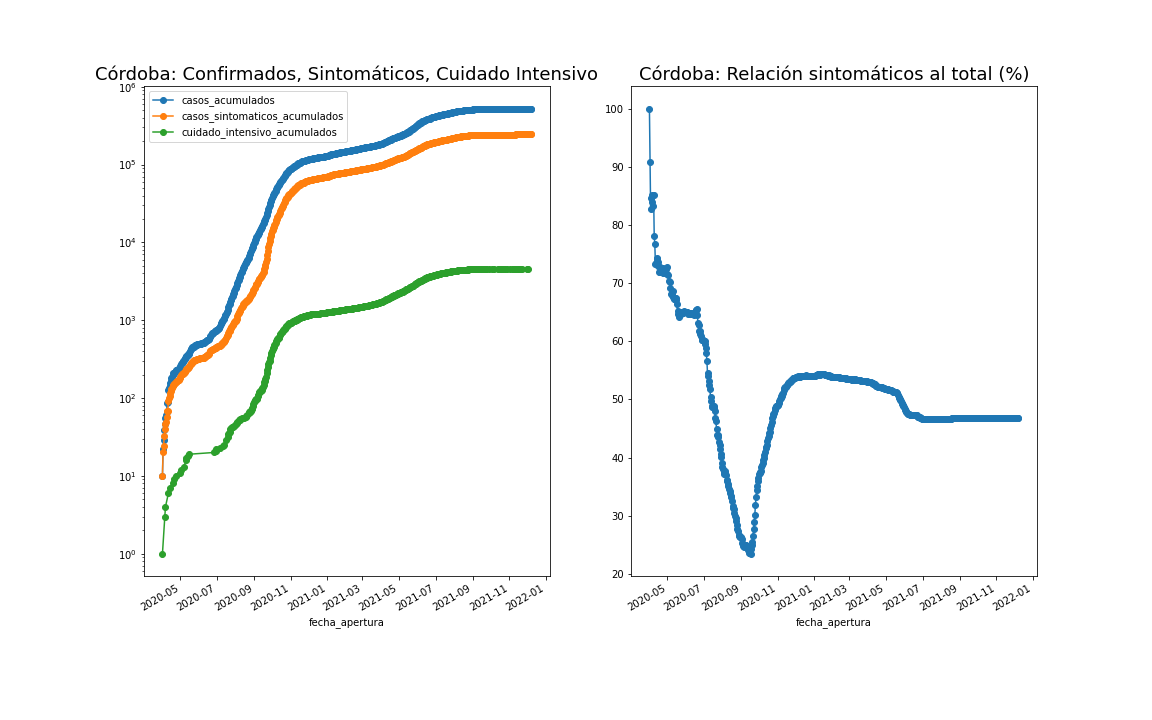 Córdoba: Confirmados, Sintomáticos, Cuidado Intensivo
casos_acumulados
casos_sintomaticos_acumulados
cuidado_intensivo_acumulados
10⁶
10⁵
10⁴
10³
10²
10¹
10⁰
2020-05 2020-07 2020-09 2020-11 2021-01 2021-03 2021-05 2021-07 2021-09 2021-11 2022-01
fecha_apertura
Córdoba: Relación sintomáticos al total (%)
100
90
80
70
60
50
40
30
20
2020-05 2020-07 2020-09 2020-11 2021-01 2021-03 2021-05 2021-07 2021-09 2021-11 2022-01
fecha_apertura